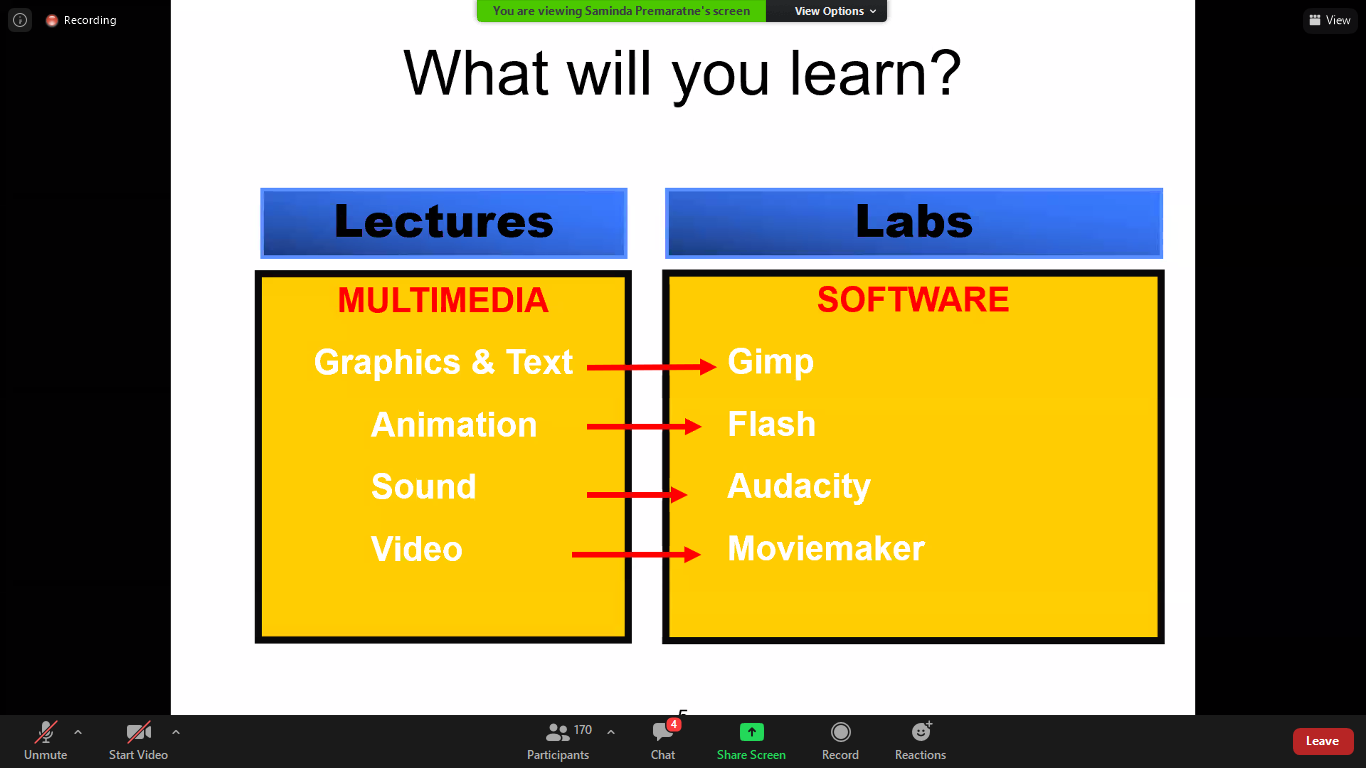 Recording
You are viewing Saminda Premaratne's screen
View Options
View
What will you learn?
Lectures
Labs
MULTIMEDIA
SOFTWARE
Graphics & Text
Gimp
Animation
Flash
Sound
Audacity
Video
Moviemaker
Unmute
Start Video
170
Participants
4
Chat
Share Screen
Record
Reactions
Leave